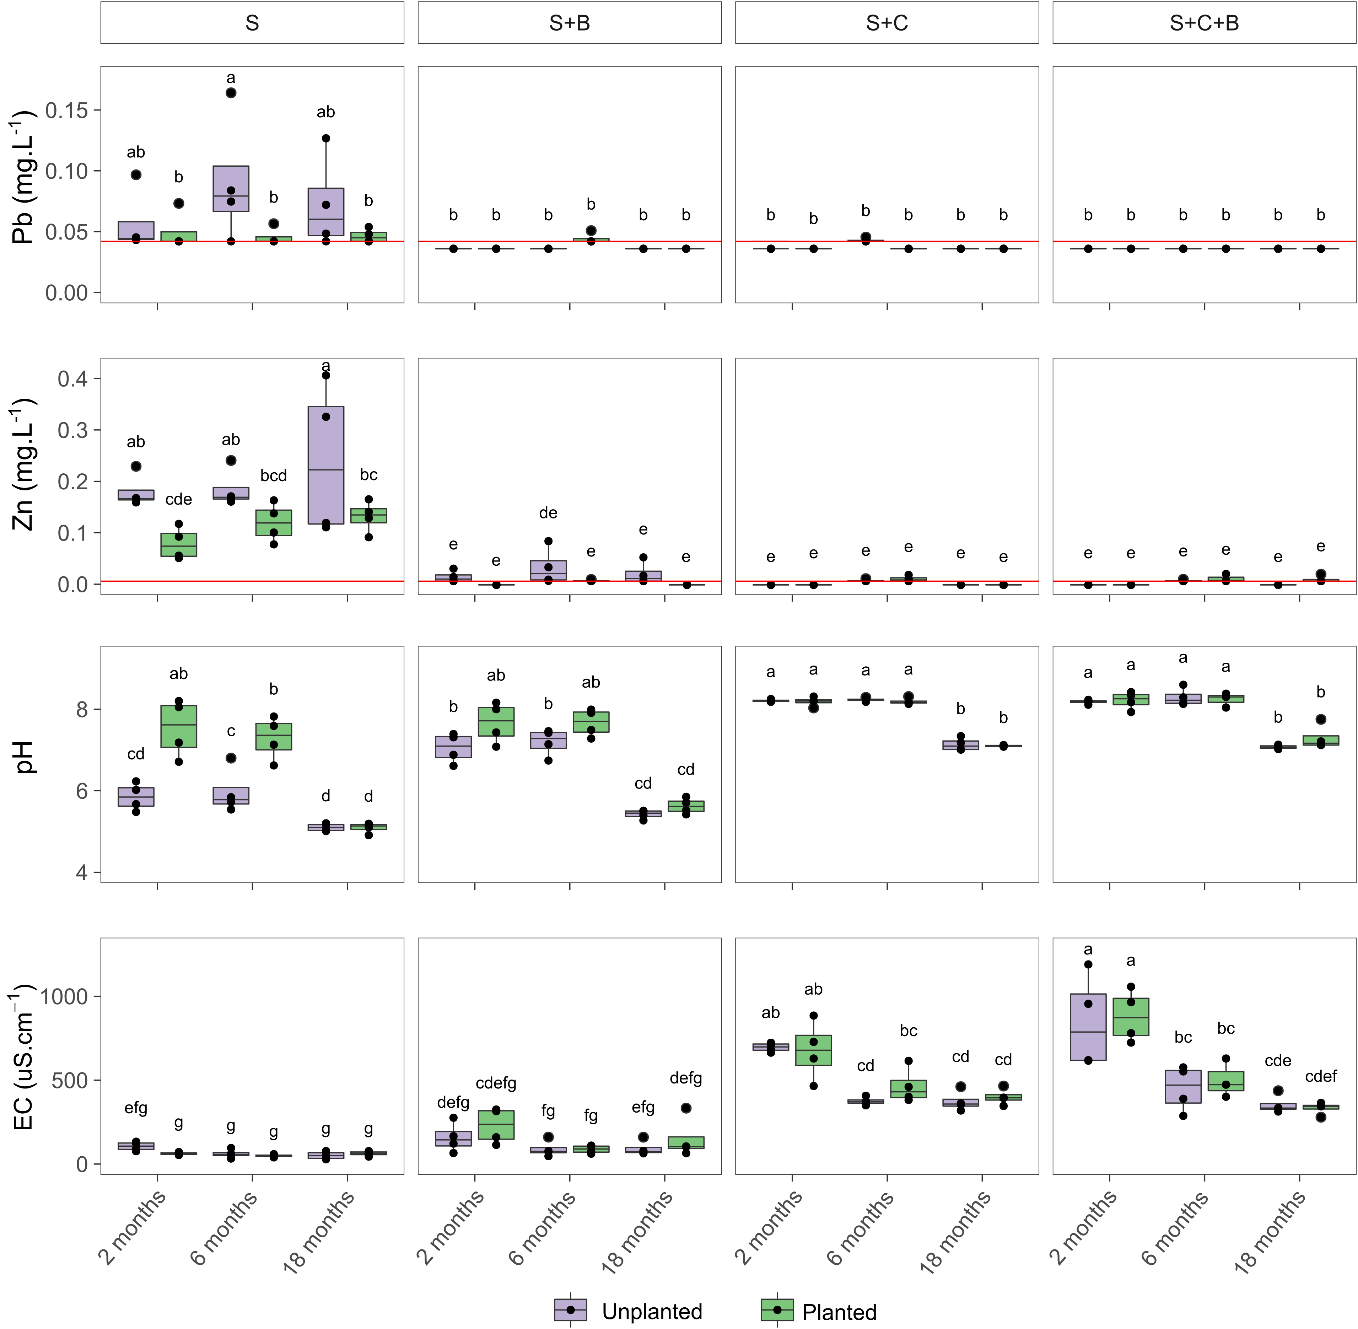 S S+B S+C S+C+B
Pb (mg.L-1)
0.15
0.10
0.05
0.00
ab b a b ab b
b b b b b b
b b b b b b
b b b b b b
Zn (mg.L-1)
0.4
0.3
0.2
0.1
0.0
ab cde ab bcd a bc
e e de e e e
e e e e e e
e e e e e e
pH
8
6
4
cd ab c b d d
b ab b ab cd cd
a a a a b b
a a a a b b
EC (uS.cm−1)
1000
500
0
efg g g g g g
defg cdefg fg fg efg defg
ab ab cd bc cd cd
a a bc bc cde cdef
2 months 6 months 18 months 2 months 6 months 18 months 2 months 6 months 18 months 2 months 6 months 18 months
Unplanted Planted